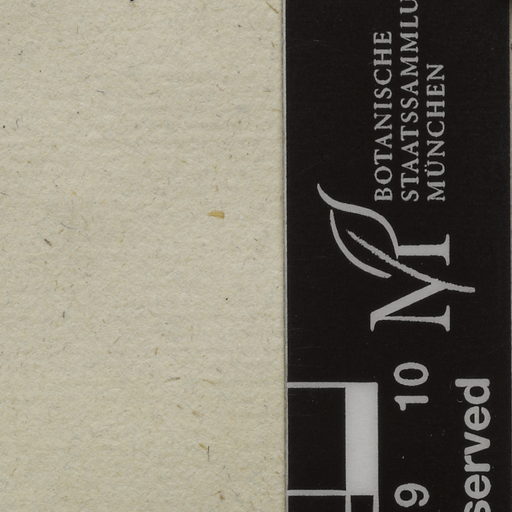 BOTANISCHE
STAATSSAMMLU
MÜNCHEN
M
9 10
served